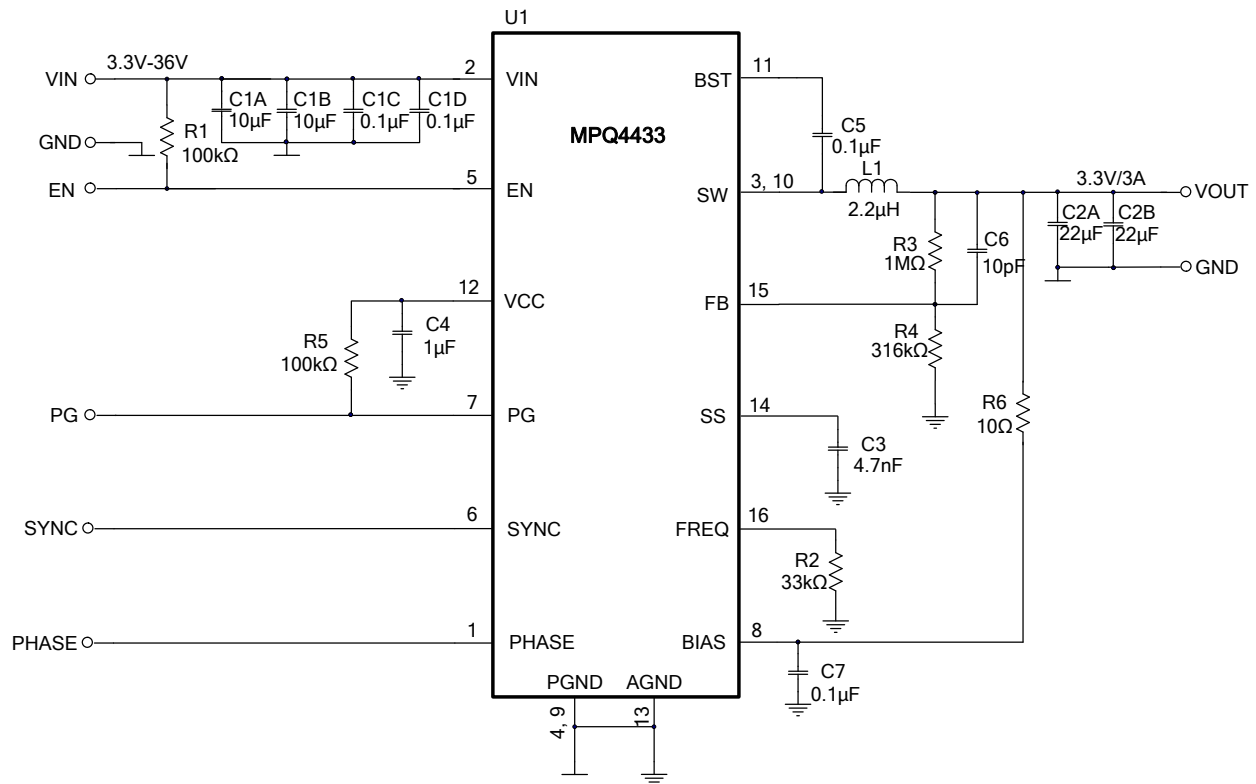 U1
3.3V-36V
VIN
2
VIN
BST
11
C1A
10µF
C1B
10µF
C1C
0.1µF
C1D
0.1µF
R1
100kΩ
MPQ4433
C5
0.1µF
GND
EN
5
EN
SW
3, 10
L1
2.2µH
3.3V/3A
VOUT
C2A
22µF
C2B
22µF
R3
1MΩ
C6
10pF
GND
12
VCC
FB
15
R5
100kΩ
C4
1µF
R4
316kΩ
PG
7
PG
SS
14
R6
10Ω
C3
4.7nF
SYNC
6
SYNC
FREQ
16
R2
33kΩ
PHASE
1
PHASE
BIAS
8
C7
0.1µF
PGND
AGND
4, 9
13